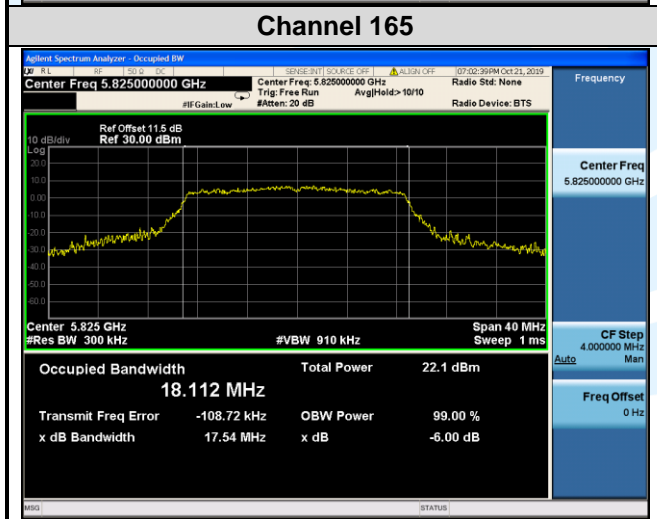 Channel 165
Agilent Spectrum Analyzer - Occupied BW
RL RF 50 Ω DC SENSE:INT SOURCE OFF ALIGN OFF 07:02:39PM Oct 21, 2019
Center Freq 5.825000000 GHz Center Freq: 5.825000000 GHz Radio Std: None Frequency
Trig: Free Run Avg|Hold:> 10/10
#IFGain:Low #Atten: 20 dB Radio Device: BTS
Ref Offset 11.5 dB
10 dB/div Ref 30.00 dBm
Log
20.0
10.0
0.00
-10.0
-20.0
-30.0
-40.0
-50.0
-60.0
Center Freq
5.825000000 GHz
Center 5.825 GHz Span 40 MHz
#Res BW 300 kHz #VBW 910 kHz Sweep 1 ms
CF Step
4.000000 MHz
Auto Man
Occupied Bandwidth Total Power 22.1 dBm
18.112 MHz
Freq Offset
0 Hz
Transmit Freq Error -108.72 kHz OBW Power 99.00 %
x dB Bandwidth 17.54 MHz x dB -6.00 dB
MSG STATUS